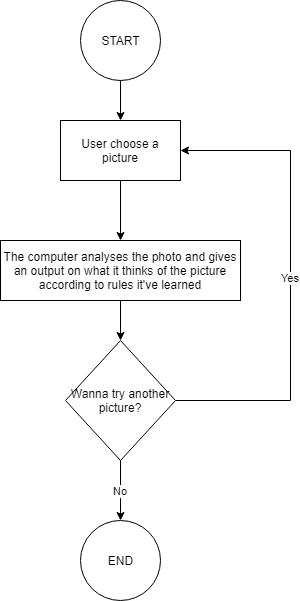 START
User choose a
picture
The computer analyses the photo and gives
an output on what it thinks of the picture
according to rules it've learned
Yes
Wanna try another
picture?
No
END